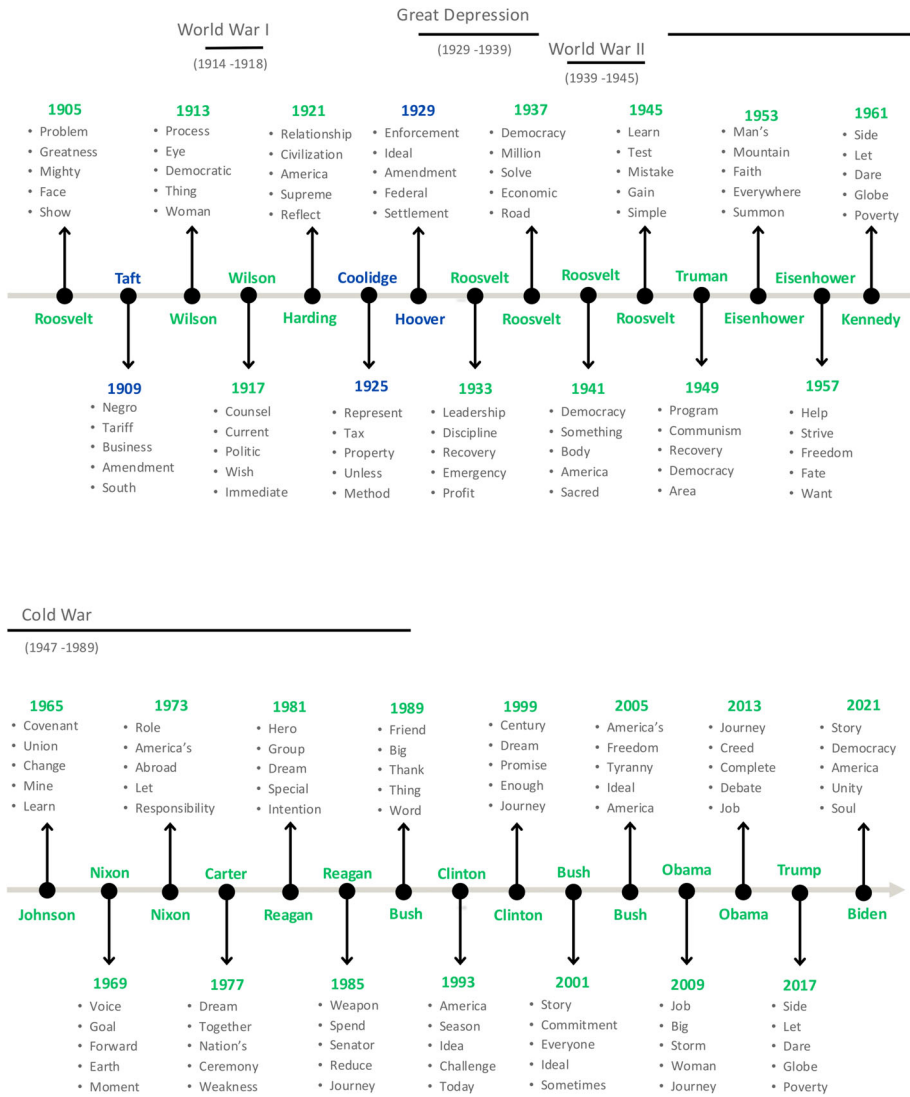 Great Depression
World War I
(1929 -1939)
World War II
(1914 -1918)
(1939 -1945)
1905
• Problem
• Greatness
• Mighty
• Face
• Show
1913
• Process
• Eye
• Democratic
• Thing
• Woman
1921
• Relationship
• Civilization
• America
• Supreme
• Reflect
1929
• Enforcement
• Ideal
• Amendment
• Federal
• Settlement
1937
• Democracy
• Million
• Solve
• Economic
• Road
1945
• Learn
• Test
• Mistake
• Gain
• Simple
1953
• Man’s
• Mountain
• Faith
• Everywhere
• Summon
1961
• Side
• Let
• Dare
• Globe
• Poverty
Taft
Wilson
Coolidge
Roosvelt
Roosvelt
Truman
Eisenhower
Roosvelt
Wilson
Harding
Hoover
Roosvelt
Roosvelt
Eisenhower
Kennedy
1909
• Negro
• Tariff
• Business
• Amendment
• South
1917
• Counsel
• Current
• Politic
• Wish
• Immediate
1925
• Represent
• Tax
• Property
• Unless
• Method
1933
• Leadership
• Discipline
• Recovery
• Emergency
• Profit
1941
• Democracy
• Something
• Body
• America
• Sacred
1949
• Program
• Communism
• Recovery
• Democracy
• Area
1957
• Help
• Strive
• Freedom
• Fate
• Want
Cold War
(1947 -1989)
1965
• Covenant
• Union
• Change
• Mine
• Learn
1973
• Role
• America’s
• Abroad
• Let
• Responsibility
1981
• Hero
• Group
• Dream
• Special
• Intention
1989
• Friend
• Big
• Thank
• Thing
• Word
1999
• Century
• Dream
• Promise
• Enough
• Journey
2005
• America’s
• Freedom
• Tyranny
• Ideal
• America
2013
• Journey
• Creed
• Complete
• Debate
• Job
2021
• Story
• Democracy
• America
• Unity
• Soul
Nixon
Carter
Reagan
Clinton
Bush
Obama
Trump
Johnson
Nixon
Reagan
Bush
Clinton
Bush
Obama
Biden
1969
• Voice
• Goal
• Forward
• Earth
• Moment
1977
• Dream
• Together
• Nation’s
• Ceremony
• Weakness
1985
• Weapon
• Spend
• Senator
• Reduce
• Journey
1993
• America
• Season
• Idea
• Challenge
• Today
2001
• Story
• Commitment
• Everyone
• Ideal
• Sometimes
2009
• Job
• Big
• Storm
• Woman
• Journey
2017
• Side
• Let
• Dare
• Globe
• Poverty